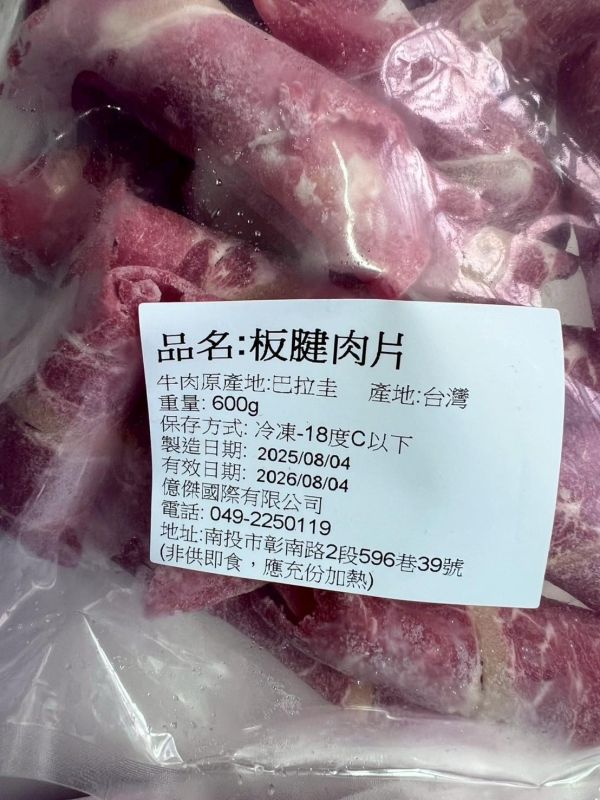 品名:板腱肉片
牛肉原產地:巴拉圭 產地:台灣
重量: 600g
保存方式: 冷凍-18度C以下
製造日期: 2025/08/04
有效日期: 2026/08/04
億傑國際有限公司
電話: 049-2250119
地址:南投市彰南路2段596巷39號
(非供即食，應充份加熱)